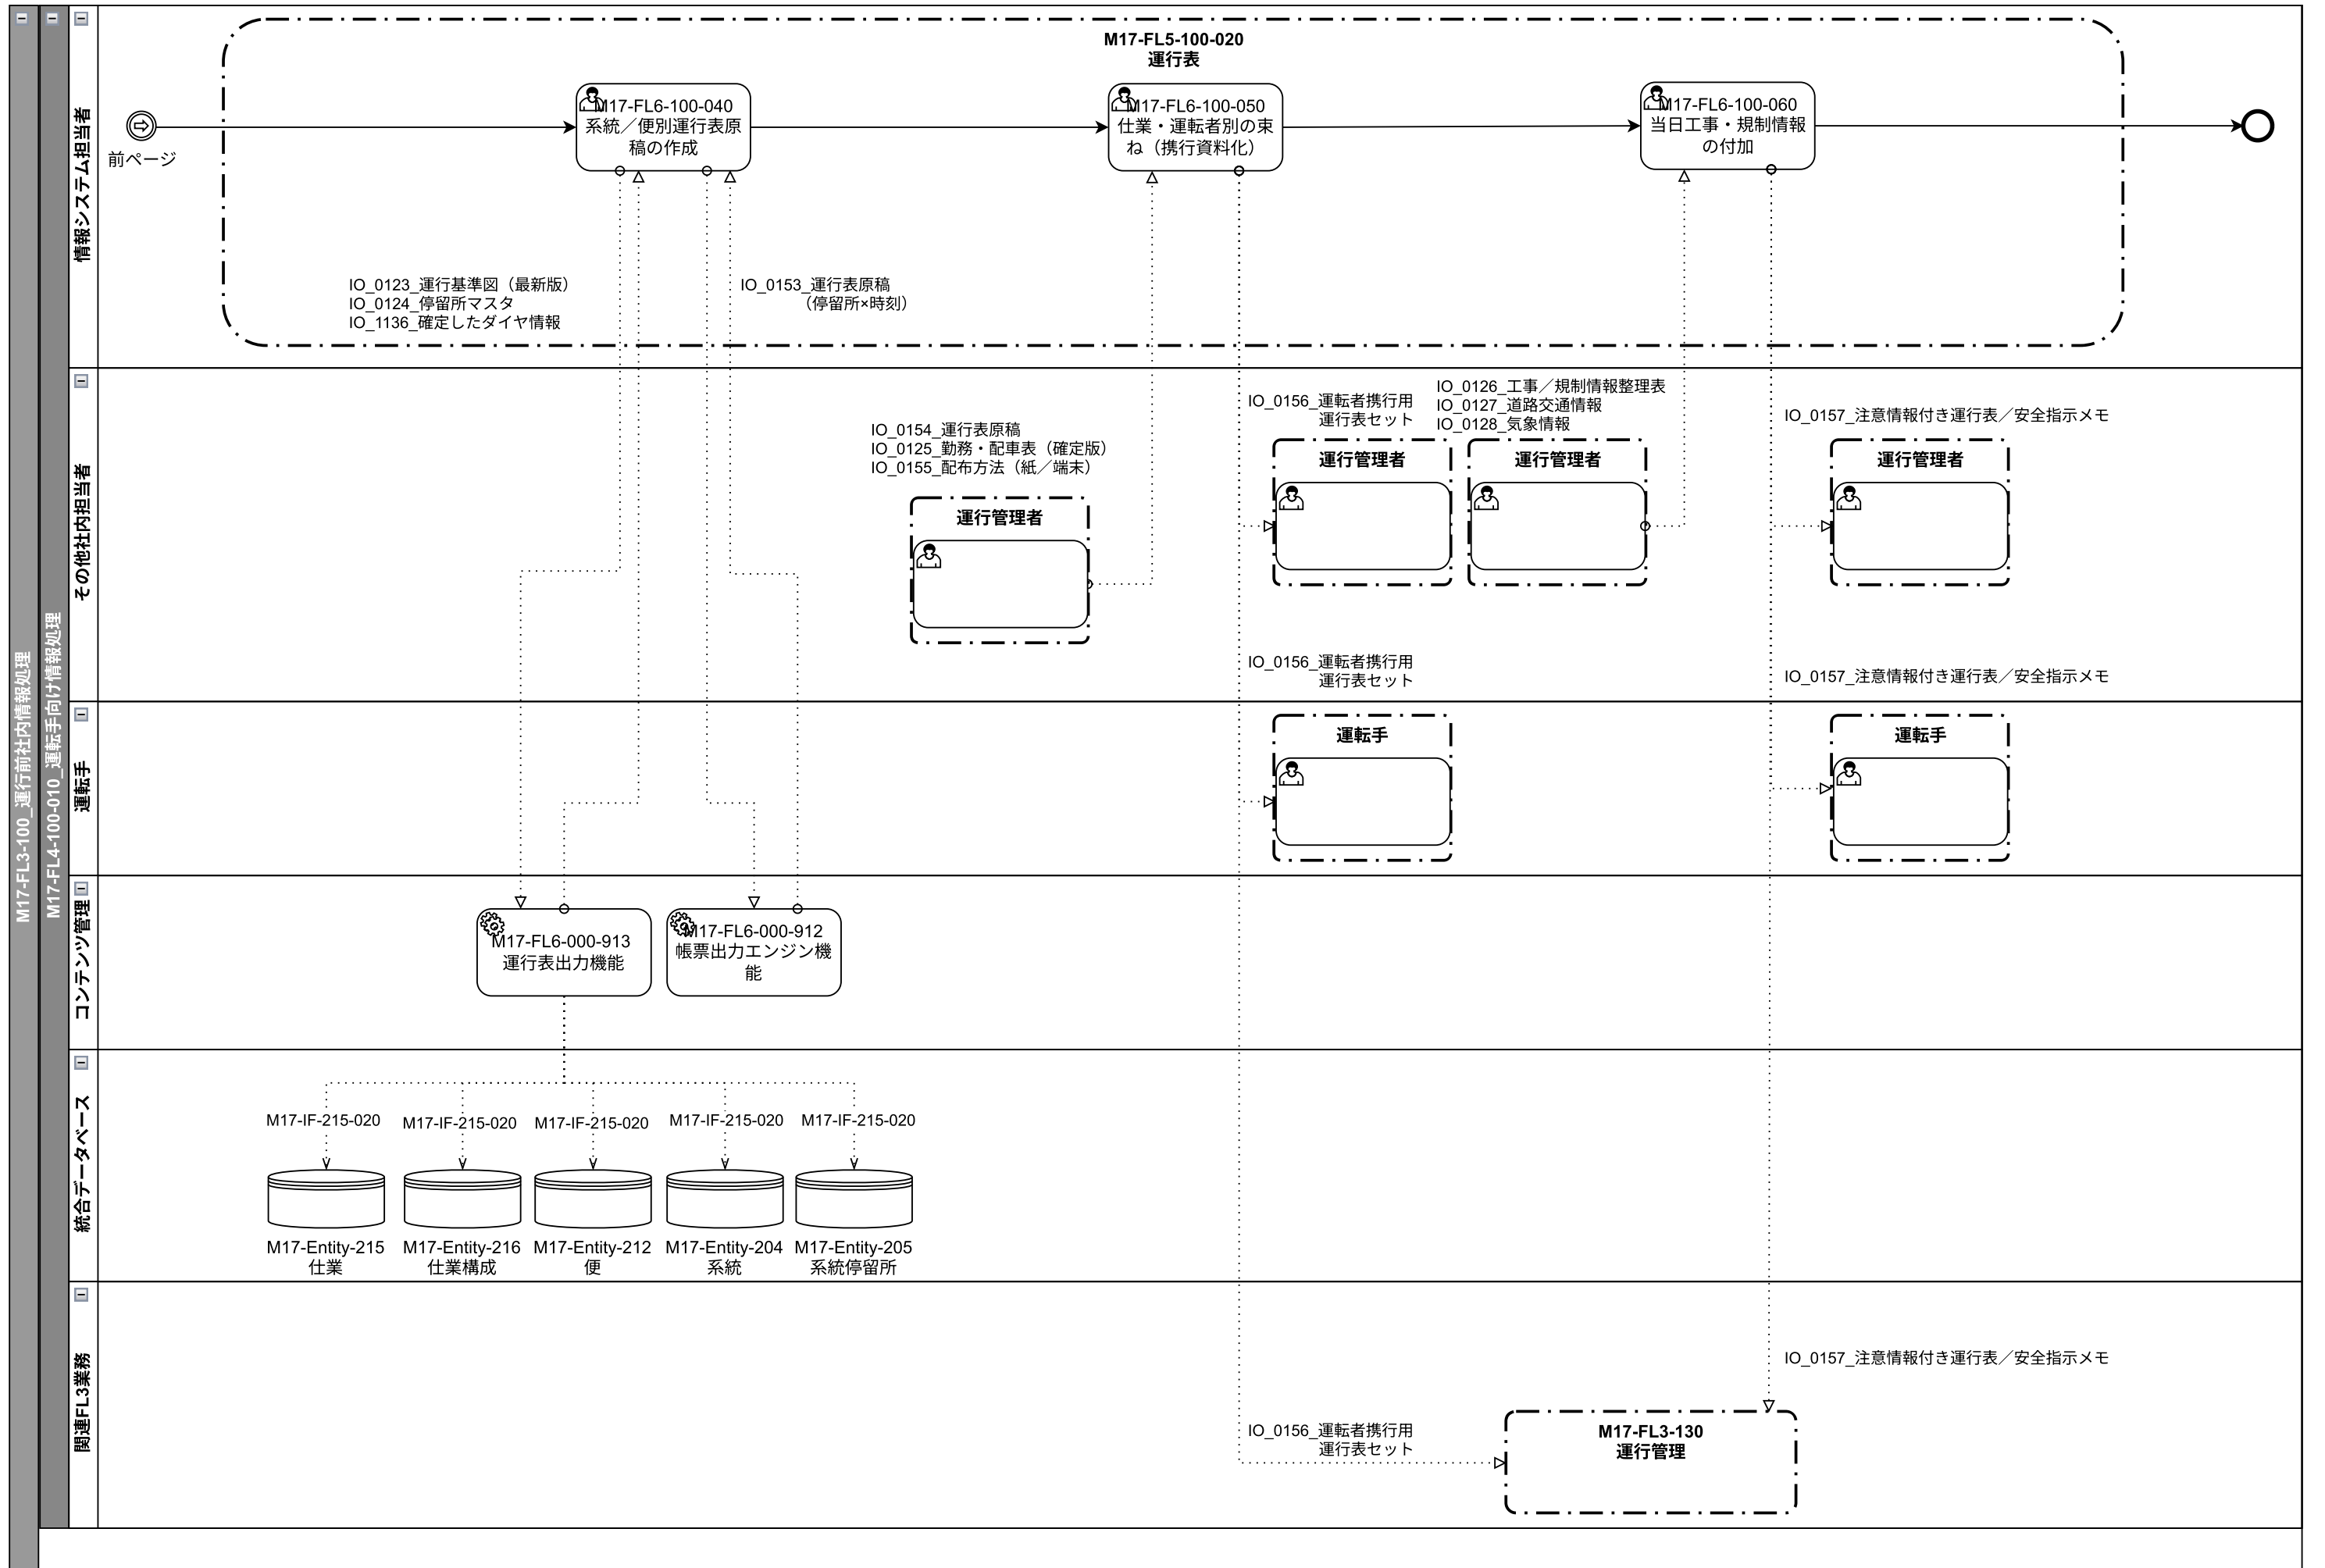 M17-FL3-100_運行前社内情報処理
M17-FL4-100-010_運転手向け情報処理
情報システム担当者
M17-FL5-100-020
運行表
前ページ
M17-FL6-100-040
系統／便別運行表原
稿の作成
M17-FL6-100-050
仕業・運転者別の束
ね（携行資料化）
M17-FL6-100-060
当日工事・規制情報
の付加
IO_0123_運行基準図（最新版）
IO_0124_停留所マスタ
IO_1136_確定したダイヤ情報
IO_0153_運行表原稿
（停留所×時刻）
その他社内担当者
IO_0154_運行表原稿
IO_0125_勤務・配車表（確定版）
IO_0155_配布方法（紙／端末）
運行管理者
IO_0156_運転者携行用
運行表セット
運行管理者
IO_0126_工事／規制情報整理表
IO_0127_道路交通情報
IO_0128_気象情報
運行管理者
IO_0157_注意情報付き運行表／安全指示メモ
運行管理者
IO_0156_運転者携行用
運行表セット
IO_0157_注意情報付き運行表／安全指示メモ
運転手
運転手
運転手
コンテンツ管理
M17-FL6-000-913
運行表出力機能
M17-FL6-000-912
帳票出力エンジン機
能
統合データベース
M17-IF-215-020
M17-IF-215-020
M17-IF-215-020
M17-IF-215-020
M17-IF-215-020
M17-Entity-215
仕業
M17-Entity-216
仕業構成
M17-Entity-212
便
M17-Entity-204
系統
M17-Entity-205
系統停留所
関連FL3業務
IO_0157_注意情報付き運行表／安全指示メモ
IO_0156_運転者携行用
運行表セット
M17-FL3-130
運行管理